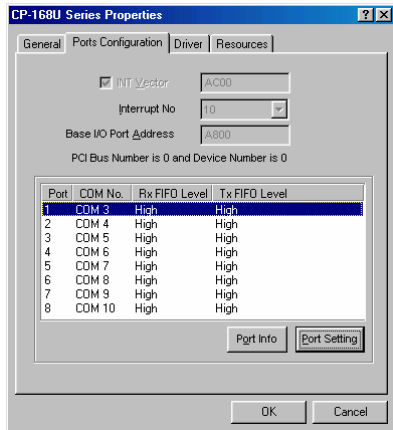 CP-168U Series Properties
General Ports Configuration Driver Resources
INT Vector AC00
Interrupt No 10
Base I/O Port Address A800
PCI Bus Number is 0 and Device Number is 0
Port COM No. Rx FIFO Level Tx FIFO Level
1 COM 3 High High
2 COM 4 High High
3 COM 5 High High
4 COM 6 High High
5 COM 7 High High
6 COM 8 High High
7 COM 9 High High
8 COM 10 High High
Port Info Port Setting
OK Cancel